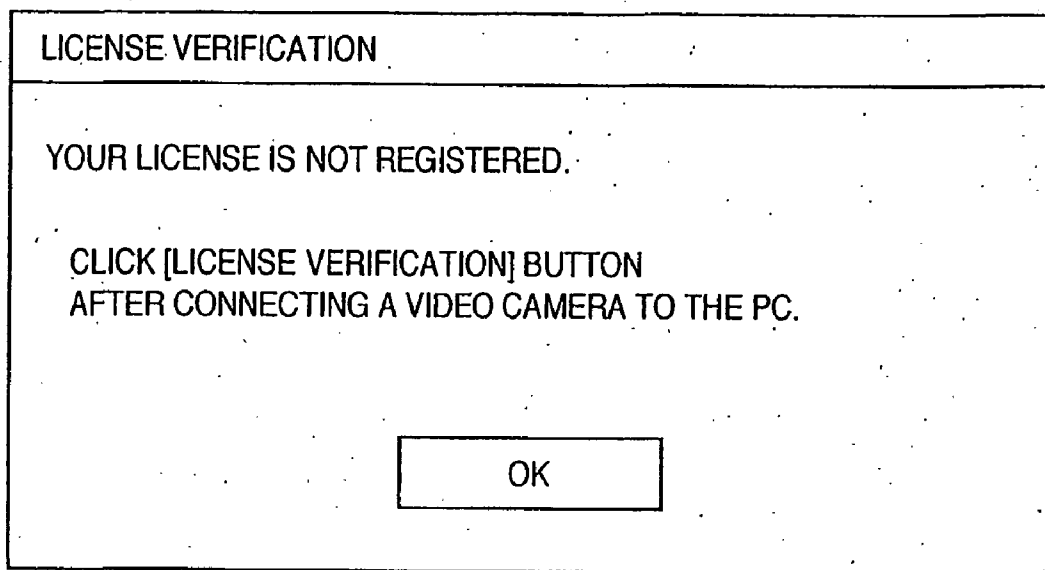 LICENSE VERIFICATION
YOUR LICENSE IS NOT REGISTERED.
CLICK [LICENSE VERIFICATION] BUTTON
AFTER CONNECTING A VIDEO CAMERA TO THE PC.
OK